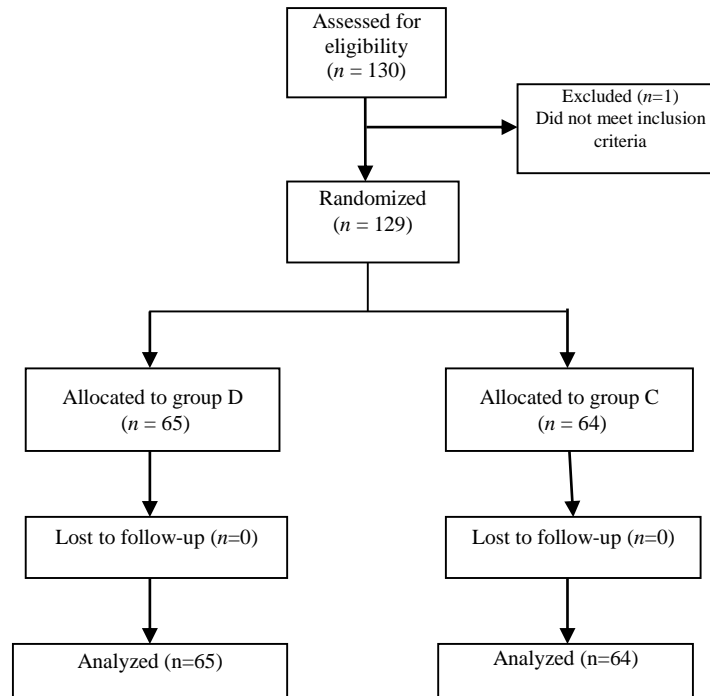 Assessed for
eligibility
(n = 130)
Excluded (n=1)
Did not meet inclusion
criteria
Randomized
(n = 129)
Allocated to group D
(n = 65)
Allocated to group C
(n = 64)
Lost to follow-up (n=0)
Lost to follow-up (n=0)
Analyzed (n=65)
Analyzed (n=64)